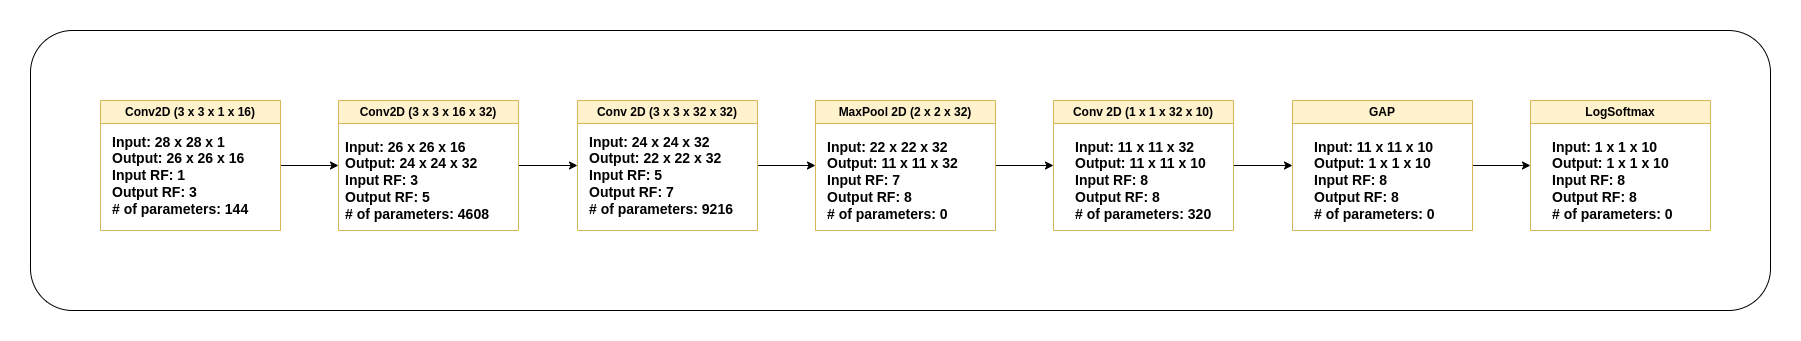 Conv2D (3 x 3 x 1 x 16)
Input: 28 x 28 x 1
Output: 26 x 26 x 16
Input RF: 1
Output RF: 3
# of parameters: 144
Conv2D (3 x 3 x 16 x 32)
Input: 26 x 26 x 16
Output: 24 x 24 x 32
Input RF: 3
Output RF: 5
# of parameters: 4608
Conv 2D (3 x 3 x 32 x 32)
Input: 24 x 24 x 32
Output: 22 x 22 x 32
Input RF: 5
Output RF: 7
# of parameters: 9216
MaxPool 2D (2 x 2 x 32)
Input: 22 x 22 x 32
Output: 11 x 11 x 32
Input RF: 7
Output RF: 8
# of parameters: 0
Conv 2D (1 x 1 x 32 x 10)
Input: 11 x 11 x 32
Output: 11 x 11 x 10
Input RF: 8
Output RF: 8
# of parameters: 320
GAP
Input: 11 x 11 x 10
Output: 1 x 1 x 10
Input RF: 8
Output RF: 8
# of parameters: 0
LogSoftmax
Input: 1 x 1 x 10
Output: 1 x 1 x 10
Input RF: 8
Output RF: 8
# of parameters: 0